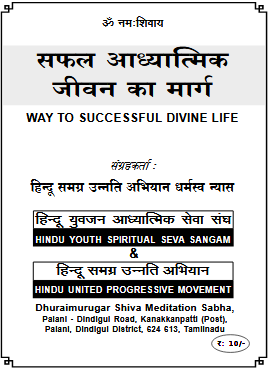 ॐ नमःशिवाय
सफल आध्यात्मिक
जीवन का मार्ग
WAY TO SUCCESSFUL DIVINE LIFE
संग्रहकर्ता :
हिन्दू समग्र उन्नति अभियान धर्मस्व न्यास
हिन्दू युवजन आध्यात्मिक सेवा संघ
HINDU YOUTH SPIRITUAL SEVA SANGAM
&
हिन्दू समग्र उन्नति अभियान
HINDU UNITED PROGRESSIVE MOVEMENT
Dhuraimurugar Shiva Meditation Sabha,
Palani - Dindigul Road, Kanakkanpatti (Post),
Palani, Dindigul District, 624 613, Tamilnadu
रु: 10/-